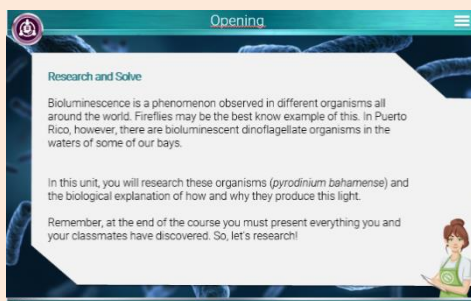 Opening
Research and Solve
Bioluminescence is a phenomenon observed in different organisms all
around the world. Fireflies may be the best know example of this. In Puerto
Rico, however, there are bioluminescent dinoflagellate organisms in the
waters of some of our bays.
In this unit, you will research these organisms (pyrodinium bahamense) and
the biological explanation of how and why they produce this light.
Remember, at the end of the course you must present everything you and
your classmates have discovered. So, let's research!